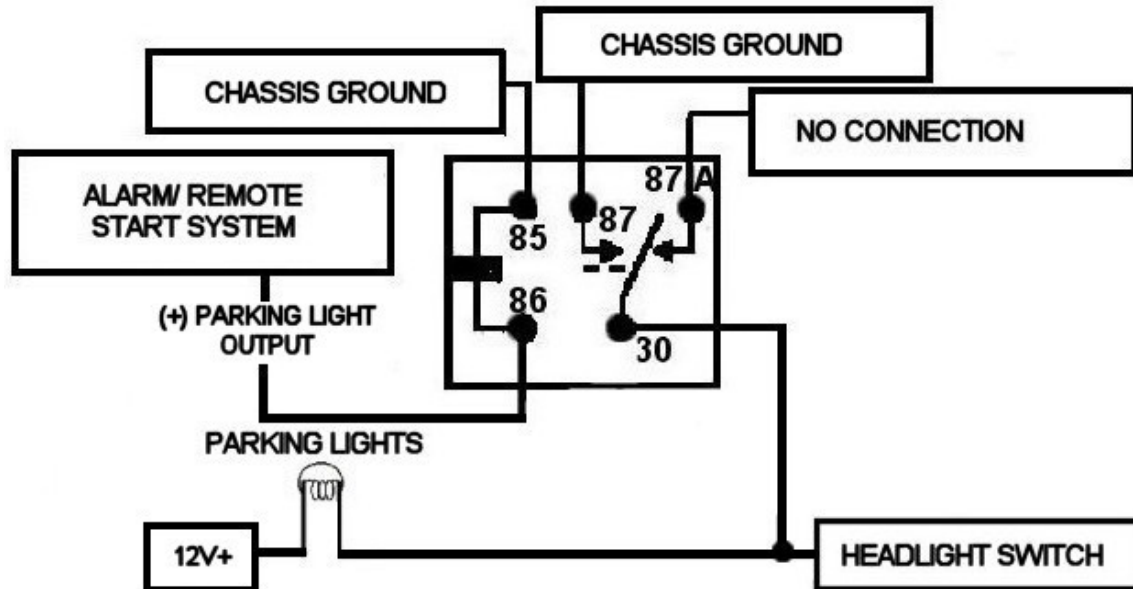 CHASSIS GROUND
CHASSIS GROUND
NO CONNECTION
ALARM/ REMOTE
START SYSTEM
87 A
85
87
86
30
(+) PARKING LIGHT
OUTPUT
PARKING LIGHTS
12V+
HEADLIGHT SWITCH